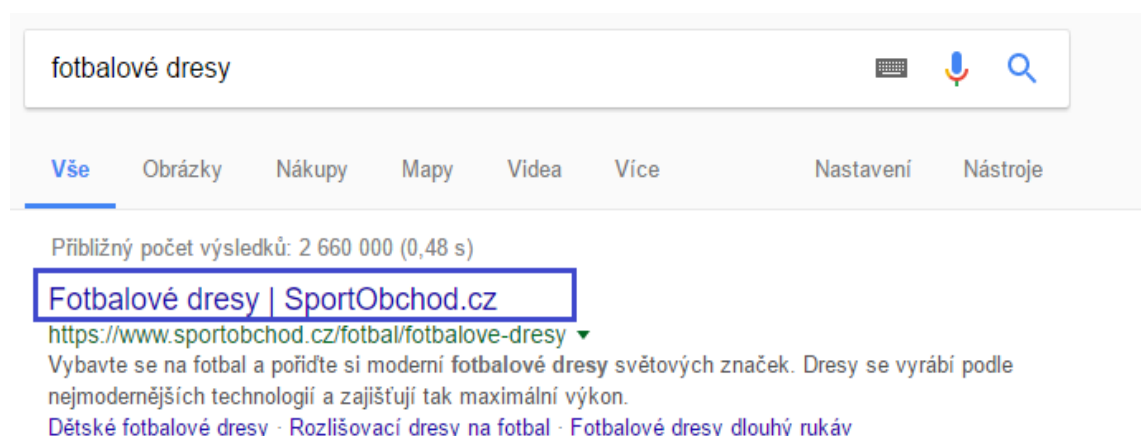 fotbalové dresy
Vše Obrázky Nákupy Mapy Videa Více Nastavení Nástroje
Přibližný počet výsledků: 2 660 000 (0,48 s)
Fotbalové dresy | SportObchod.cz
https://www.sportobchod.cz/fotbal/fotbalove-dresy
Vybavte se na fotbal a pořiďte si moderní fotbalové dresy světových značek. Dresy se vyrábí podle
nejmodernějších technologií a zajišťují tak maximální výkon.
Dětské fotbalové dresy · Rozlišovací dresy na fotbal · Fotbalové dresy dlouhý rukáv